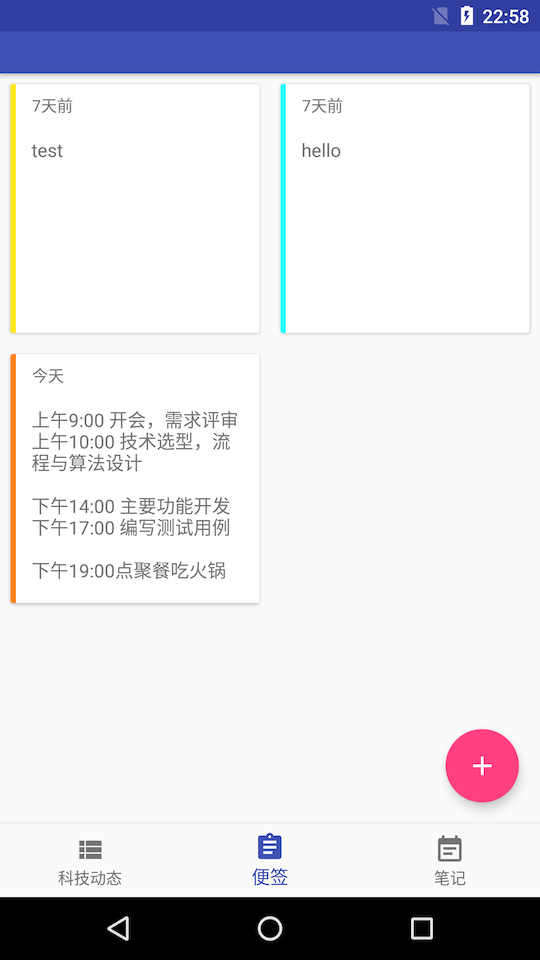 22:58
7天前
test
7天前
hello
今天
上午9:00 开会，需求评审
上午10:00 技术选型，流
程与算法设计
下午14:00 主要功能开发
下午17:00 编写测试用例
下午19:00点聚餐吃火锅
科技动态
便签
笔记